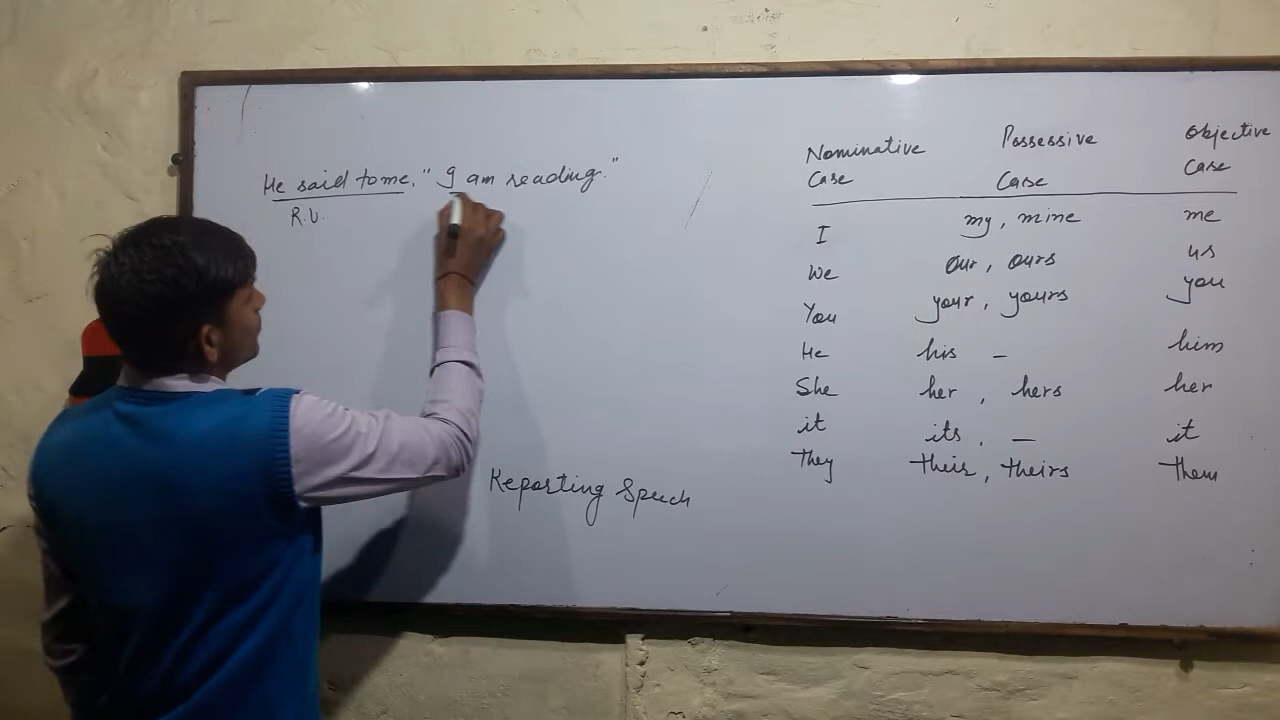 He said to me, " I am reading."
R.V.
Reporting Speech
Nominative Case Possessive Case Objective Case
I my, mine me
We our, ours us
You your, yours you
He his - him
She her, hers her
it its, - it
They their, theirs them